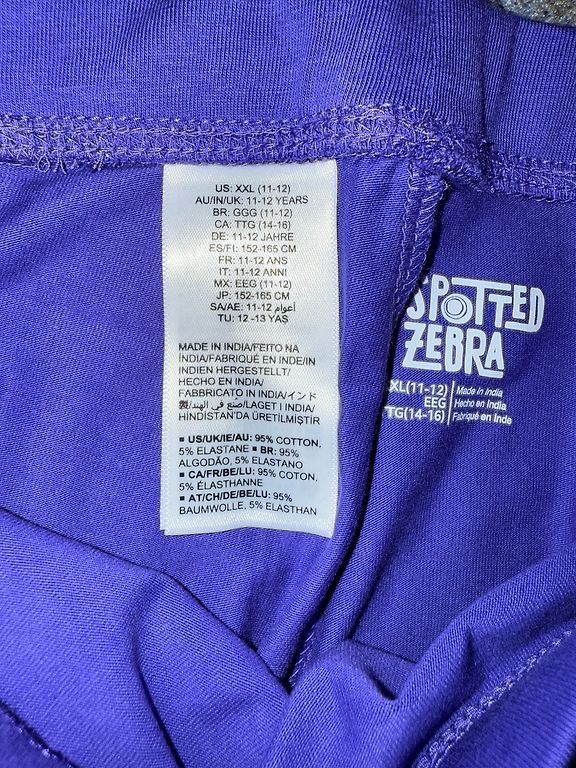 US: XXL (11-12)
AU/IN/UK: 11-12 YEARS
BR: GGG (11-12)
CA: TTG (14-16)
DE: 11-12 JAHRE
ES/FI: 152-165 CM
FR: 11-12 ANS
IT: 11-12 ANNI
MX: EEG (11-12)
JP: 152-165 CM
SA/AE: 11-12 أعوام
TU: 12 -13 YAŞ
MADE IN INDIA/FEITO NA
ÍNDIA/FABRIQUÉ EN INDE/IN
INDIEN HERGESTELLT/
HECHO EN INDIA/
FABBRICATO IN INDIA/インド
製/صنع في الهند/LAGET I INDIA/
HİNDİSTAN'DA ÜRETİLMİŞTİR
▪ US/UK/IE/AU: 95% COTTON,
5% ELASTANE ▪ BR: 95%
ALGODÃO, 5% ELASTANO
▪ CA/FR/BE/LU: 95% COTON,
5% ÉLASTHANNE
▪ AT/CH/DE/BE/LU: 95%
BAUMWOLLE, 5% ELASTHAN
SPOTTED
ZEBRA
XL(11-12) Made in India
EEG Hecho en India
TG(14-16) Fabriqué en Inde